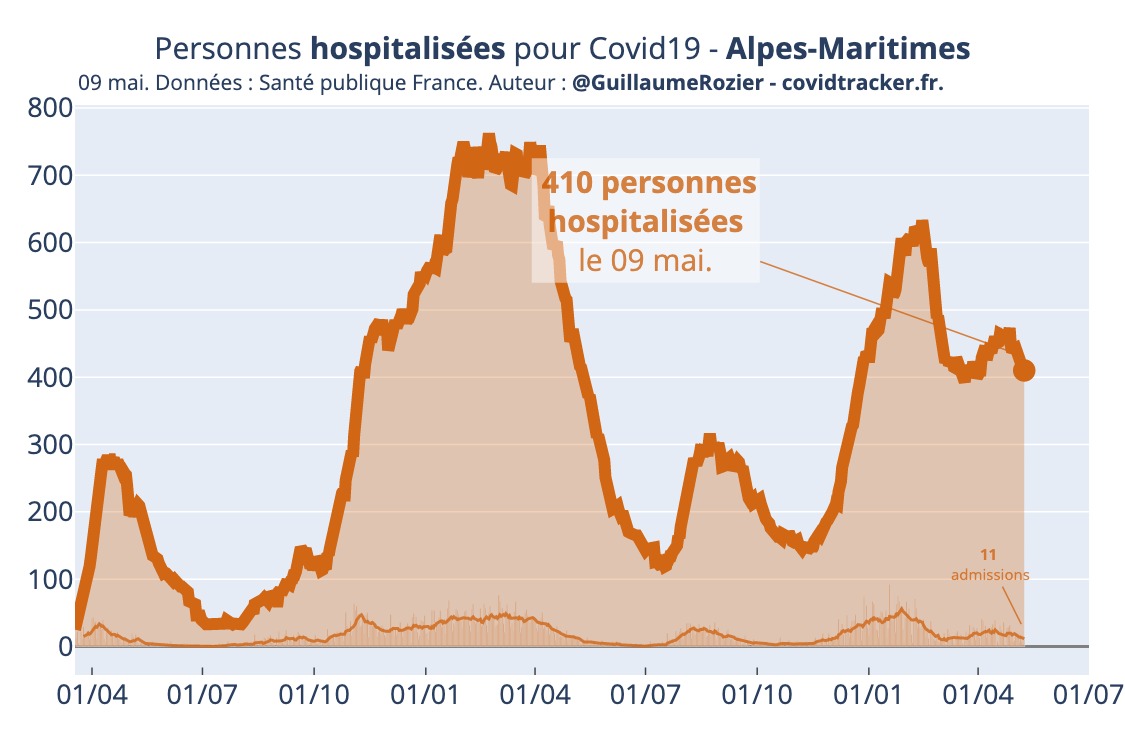 Personnes hospitalisées pour Covid19 - Alpes-Maritimes
09 mai. Données : Santé publique France. Auteur : @GuillaumeRozier - covidtracker.fr.
800
700
410 personnes
hospitalisées
le 09 mai.
600
500
400
300
200
11
admissions
100
0
01/04 01/07 01/10 01/01 01/04 01/07 01/10 01/01 01/04 01/07